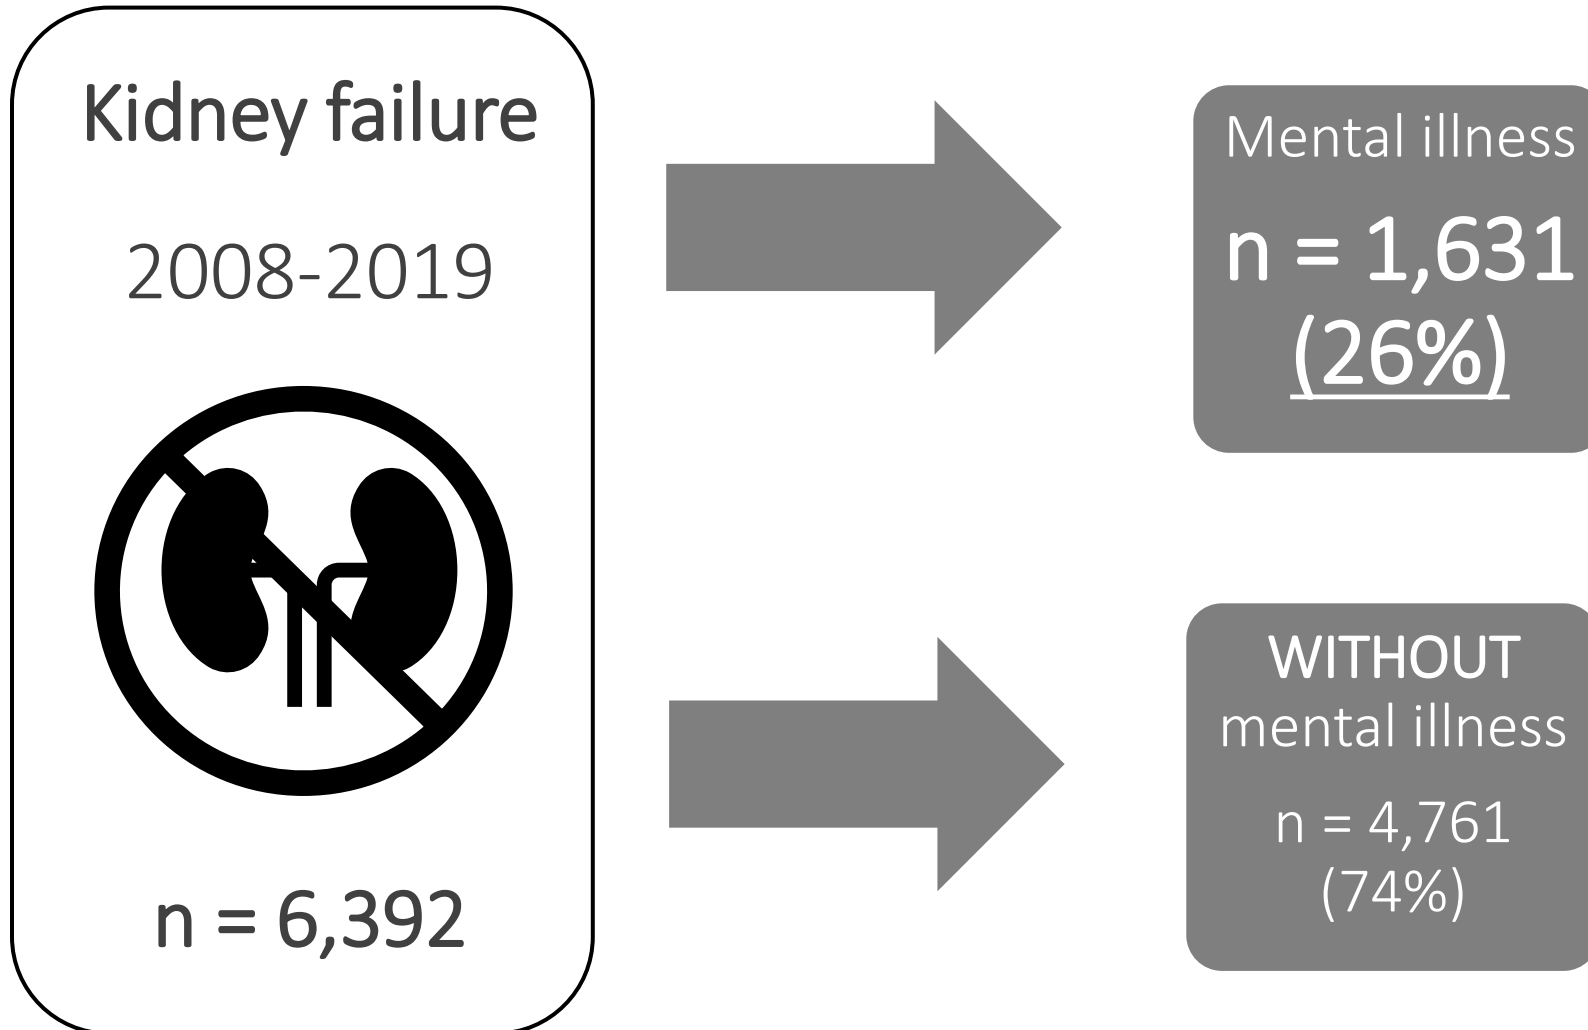 Kidney failure
2008-2019
n = 6,392
Mental illness
n = 1,631
(26%)
WITHOUT
mental illness
n = 4,761
(74%)